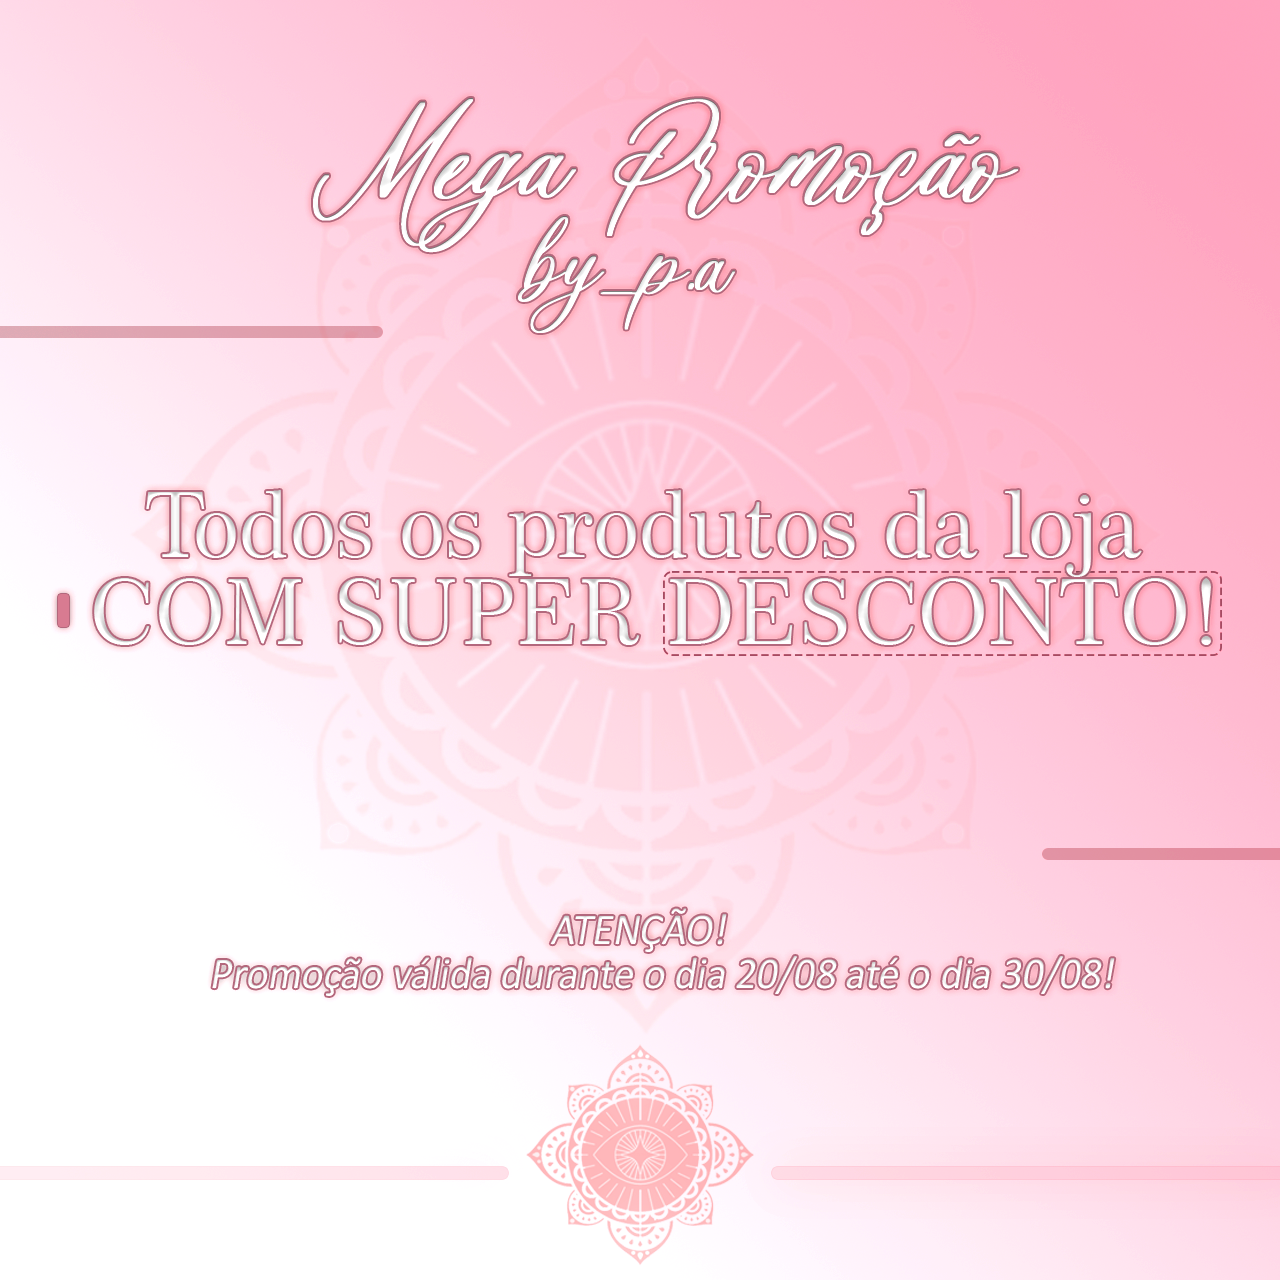 Mega Promoção
by_p.a
Todos os produtos da loja
COM SUPER DESCONTO!
ATENÇÃO!
Promoção válida durante o dia 20/08 até o dia 30/08!